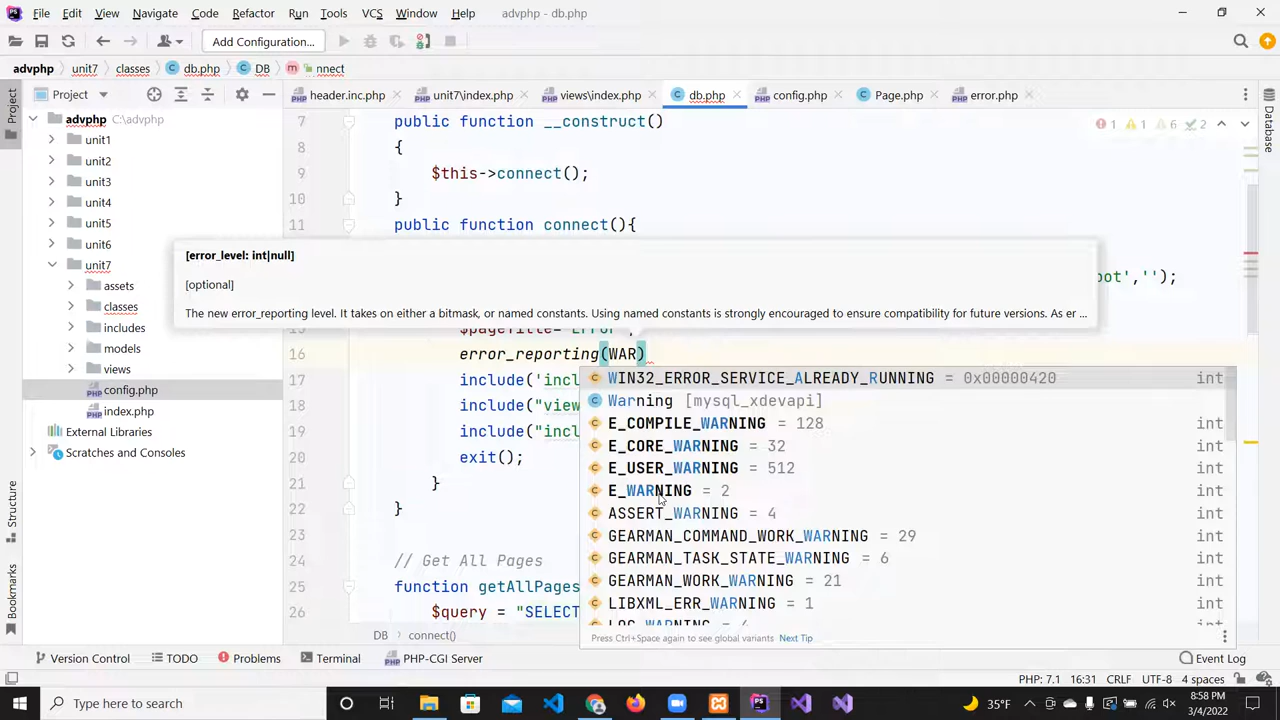 File Edit View Navigate Code Refactor Run Tools VCS Window Help advphp - db.php
Add Configuration...
advphp unit7 classes db.php DB nnect
Project header.inc.php unit7\index.php views\index.php db.php config.php Page.php error.php
Project
Database
advphp C:\advphp
unit1
unit2
unit3
unit4
unit5
unit6
unit7
assets
classes
includes
models
views
config.php
index.php
External Libraries
Scratches and Consoles
Structure
Bookmarks
1 1 6 2
7 public function __construct()
8 {
9 $this->connect();
10 }
11 public function connect(){
[error_level: int|null]
[optional]
oot','');
The new error_reporting level. It takes on either a bitmask, or named constants. Using named constants is strongly encouraged to ensure compatibility for future versions. As er ...
16 error_reporting(WAR)
17 include('incl
18 include("view
19 include("incl
20 exit();
21 }
22 }
23
24 // Get All Pages
25 function getAllPages
26 $query = "SELECT
WIN32_ERROR_SERVICE_ALREADY_RUNNING = 0x00000420 int
Warning [mysql_xdevapi]
E_COMPILE_WARNING = 128 int
E_CORE_WARNING = 32 int
E_USER_WARNING = 512 int
E_WARNING = 2 int
ASSERT_WARNING = 4 int
GEARMAN_COMMAND_WORK_WARNING = 29 int
GEARMAN_TASK_STATE_WARNING = 6 int
GEARMAN_WORK_WARNING = 21 int
LIBXML_ERR_WARNING = 1 int
Press Ctrl+Space again to see global variants Next Tip
DB connect()
Version Control TODO Problems Terminal PHP-CGI Server Event Log
PHP: 7.1 16:31 CRLF UTF-8 4 spaces
Type here to search
35°F
8:58 PM
3/4/2022